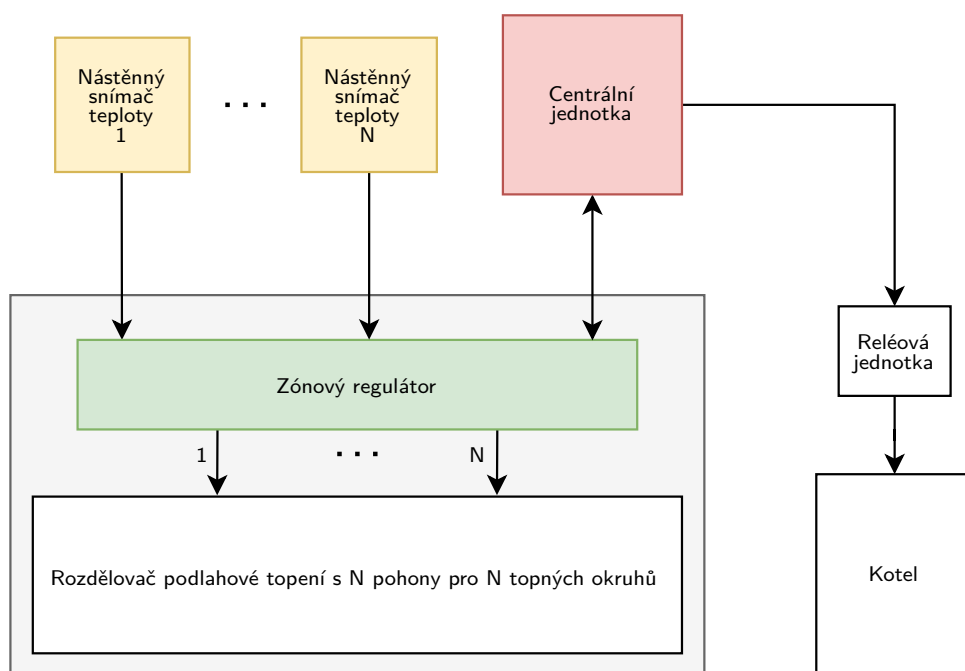 Nástěnný
snímač
teploty
1
. . .
Nástěnný
snímač
teploty
N
Centrální
jednotka
Reléová
jednotka
Zónový regulátor
1
. . .
N
Rozdělovač podlahové topení s N pohony pro N topných okruhů
Kotel